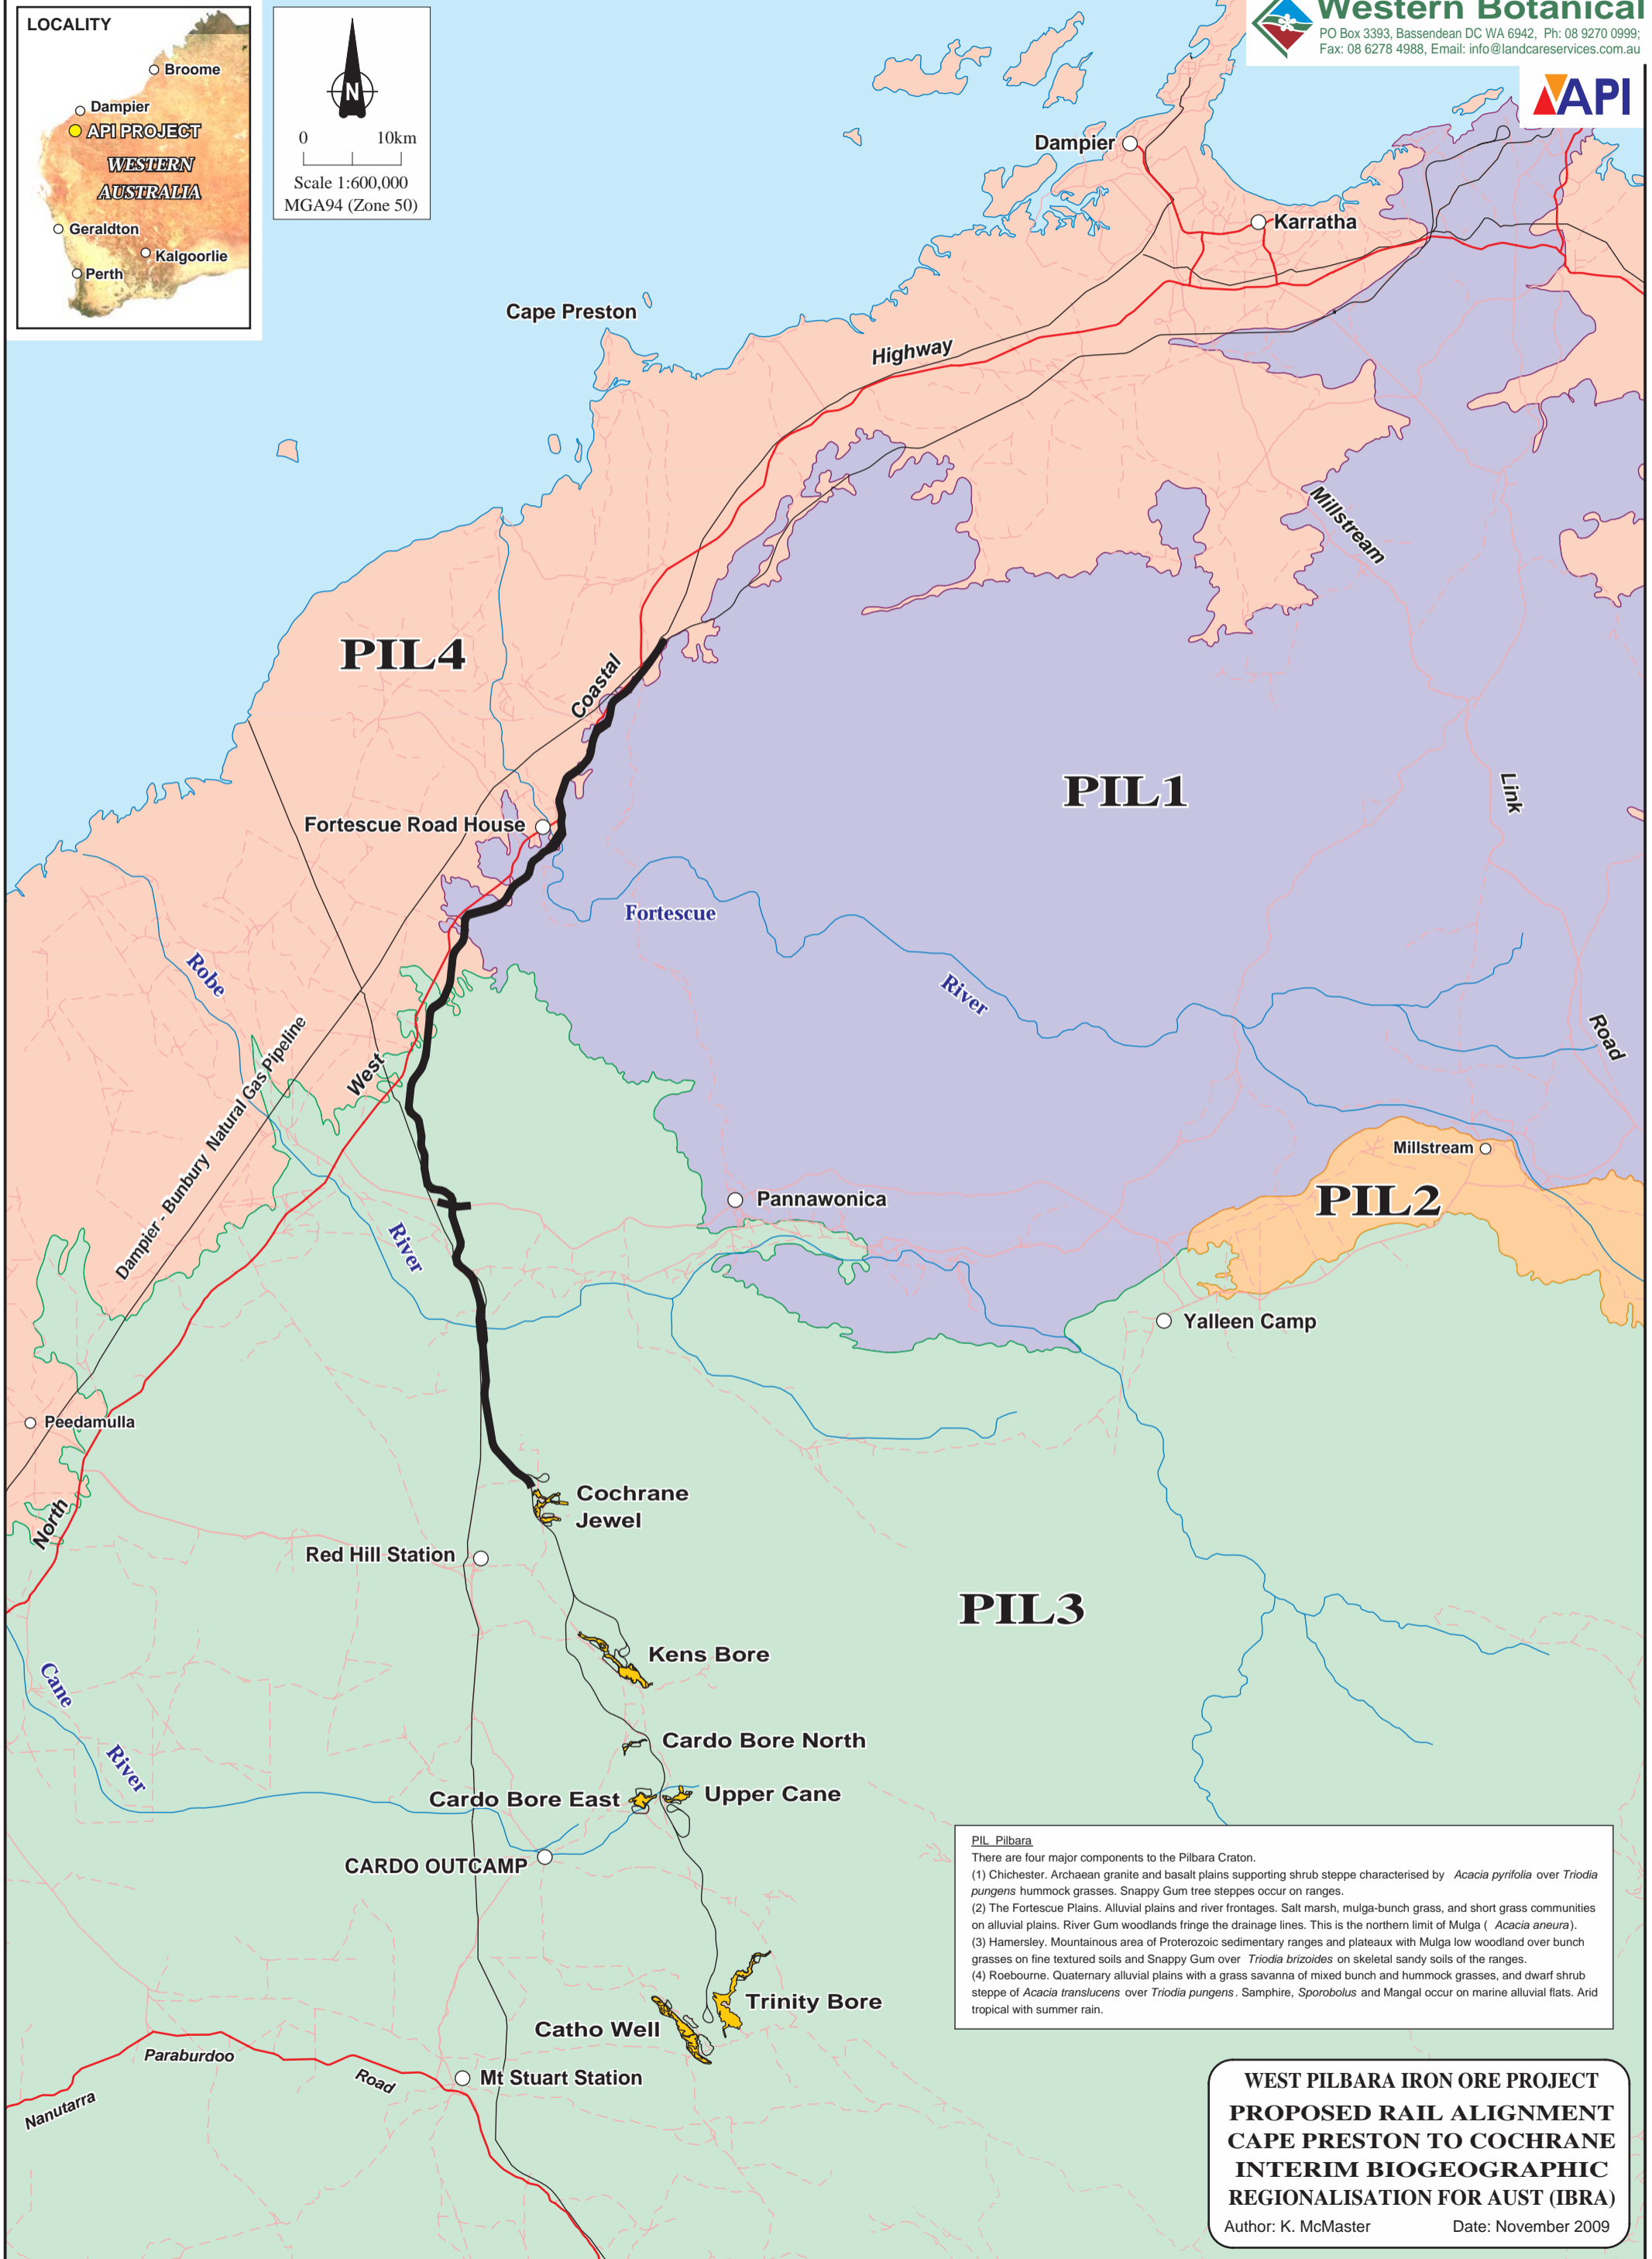 LOCALITY
Broome
Dampier
API PROJECT
WESTERN
AUSTRALIA
Geraldton
Kalgoorlie
Perth
N
0 10km
Scale 1:600,000
MGA94 (Zone 50)
Western Botanical
PO Box 3393, Bassendean DC WA 6942, Ph: 08 9270 0999;
Fax: 08 6278 4988, Email: info@landcareservices.com.au
API
Dampier
Karratha
Cape Preston
Highway
Millstream
PIL4
Coastal
PIL1
Link
Fortescue Road House
Fortescue
Robe
River
Road
West
Dampier - Bunbury Natural Gas Pipeline
Millstream
PIL2
Pannawonica
River
Yalleen Camp
Peedamulla
North
Cochrane
Jewel
Red Hill Station
PIL3
Kens Bore
Cane
River
Cardo Bore North
Cardo Bore East
Upper Cane
CARDO OUTCAMP
PIL Pilbara
There are four major components to the Pilbara Craton.
(1) Chichester. Archaean granite and basalt plains supporting shrub steppe characterised by Acacia pyrifolia over Triodia
pungens hummock grasses. Snappy Gum tree steppes occur on ranges.
(2) The Fortescue Plains. Alluvial plains and river frontages. Salt marsh, mulga-bunch grass, and short grass communities
on alluvial plains. River Gum woodlands fringe the drainage lines. This is the northern limit of Mulga ( Acacia aneura).
(3) Hamersley. Mountainous area of Proterozoic sedimentary ranges and plateaux with Mulga low woodland over bunch
grasses on fine textured soils and Snappy Gum over Triodia brizoides on skeletal sandy soils of the ranges.
(4) Roebourne. Quaternary alluvial plains with a grass savanna of mixed bunch and hummock grasses, and dwarf shrub
steppe of Acacia translucens over Triodia pungens. Samphire, Sporobolus and Mangal occur on marine alluvial flats. Arid
tropical with summer rain.
Trinity Bore
Catho Well
Paraburdoo
Road
Mt Stuart Station
Nanutarra
WEST PILBARA IRON ORE PROJECT
PROPOSED RAIL ALIGNMENT
CAPE PRESTON TO COCHRANE
INTERIM BIOGEOGRAPHIC
REGIONALISATION FOR AUST (IBRA)
Author: K. McMaster Date: November 2009